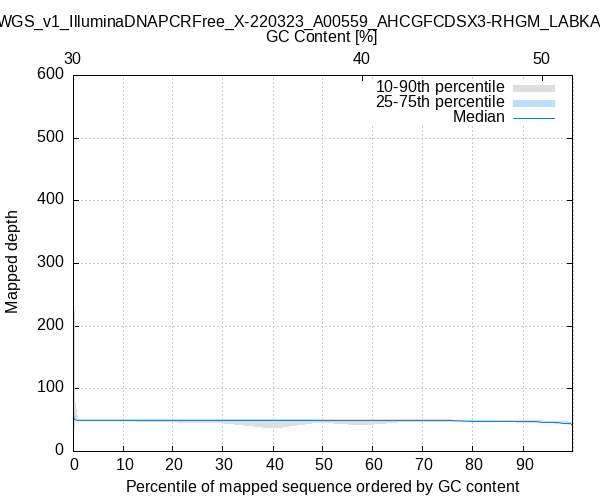 WGS_v1_IlluminaDNAPCRFree_X-220323_A00559_AHCGFCDSX3-RHGM_LABKA
GC Content [%]
30 40 50
600
500
400
300
200
100
0
10-90th percentile
25-75th percentile
Median
Mapped depth
0 10 20 30 40 50 60 70 80 90
Percentile of mapped sequence ordered by GC content